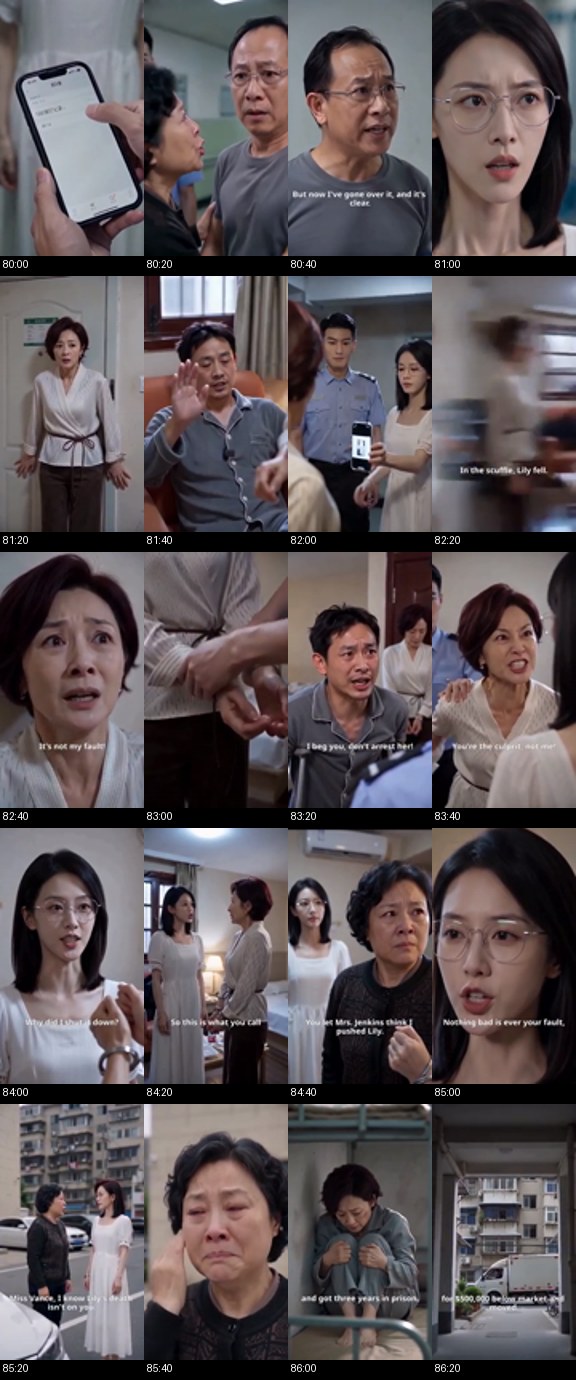 80:00
80:20
But now I've gone over it, and it's
clear.
80:40
81:00
81:20
81:40
82:00
In the scuffle, Lily fell.
82:20
It's not my fault!
82:40
83:00
I beg you, don't arrest her!
83:20
You're the culprit, not me!
83:40
Why did I shut it down?
84:00
So this is what you call
84:20
You let Mrs. Jenkins think I
pushed Lily.
84:40
Nothing bad is ever your fault,
85:00
Miss Vance, I know Lily's death
isn't on you
85:20
85:40
and got three years in prison,
86:00
for $500,000 below market and
moved
86:20